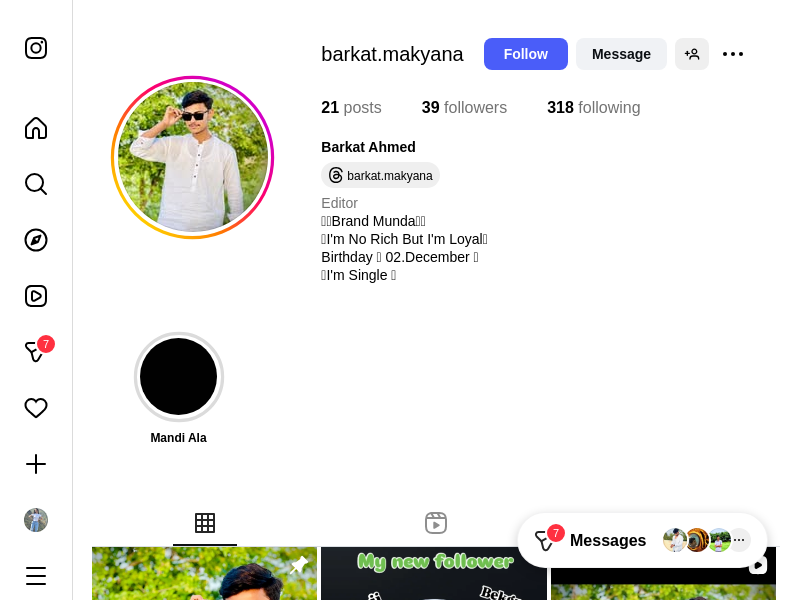 barkat.makyana Follow Message
21 posts 39 followers 318 following
Barkat Ahmed
barkat.makyana
Editor
Brand Munda
I'm No Rich But I'm Loyal
Birthday 02.December
I'm Single
7
Mandi Ala
7 Messages
My new follower